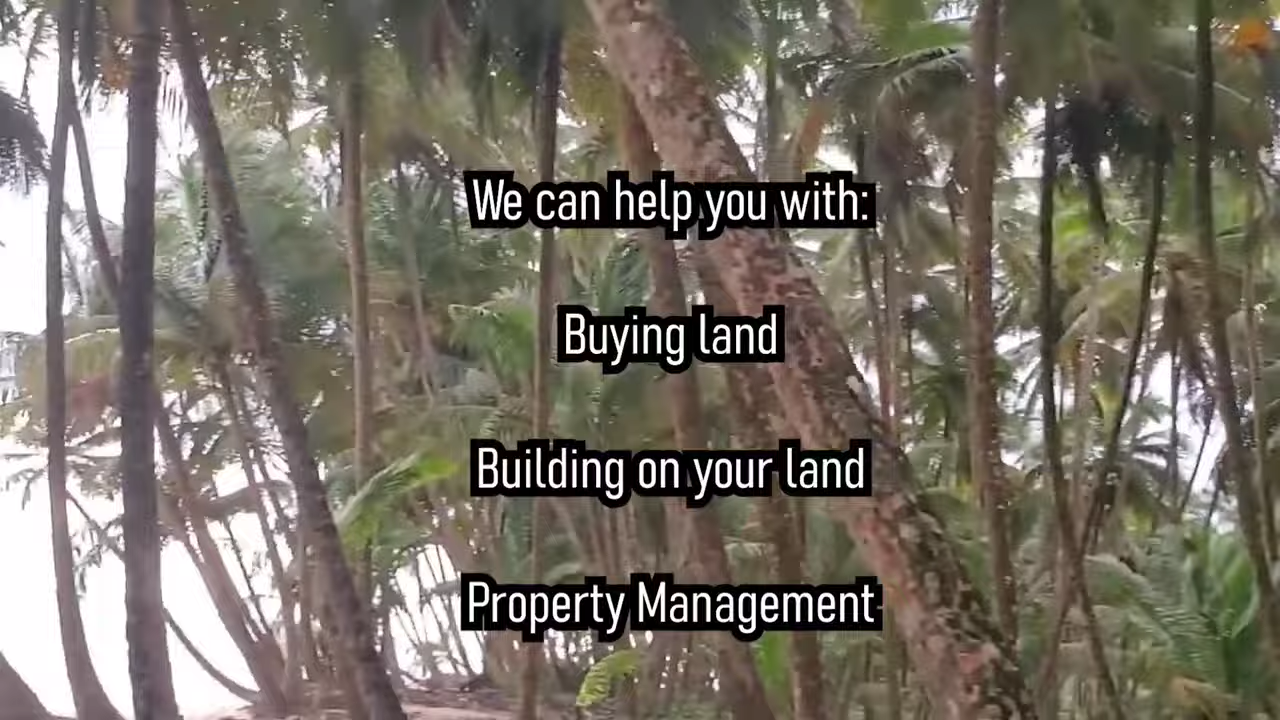 We can help you with:
Buying land
Building on your land
Property Management